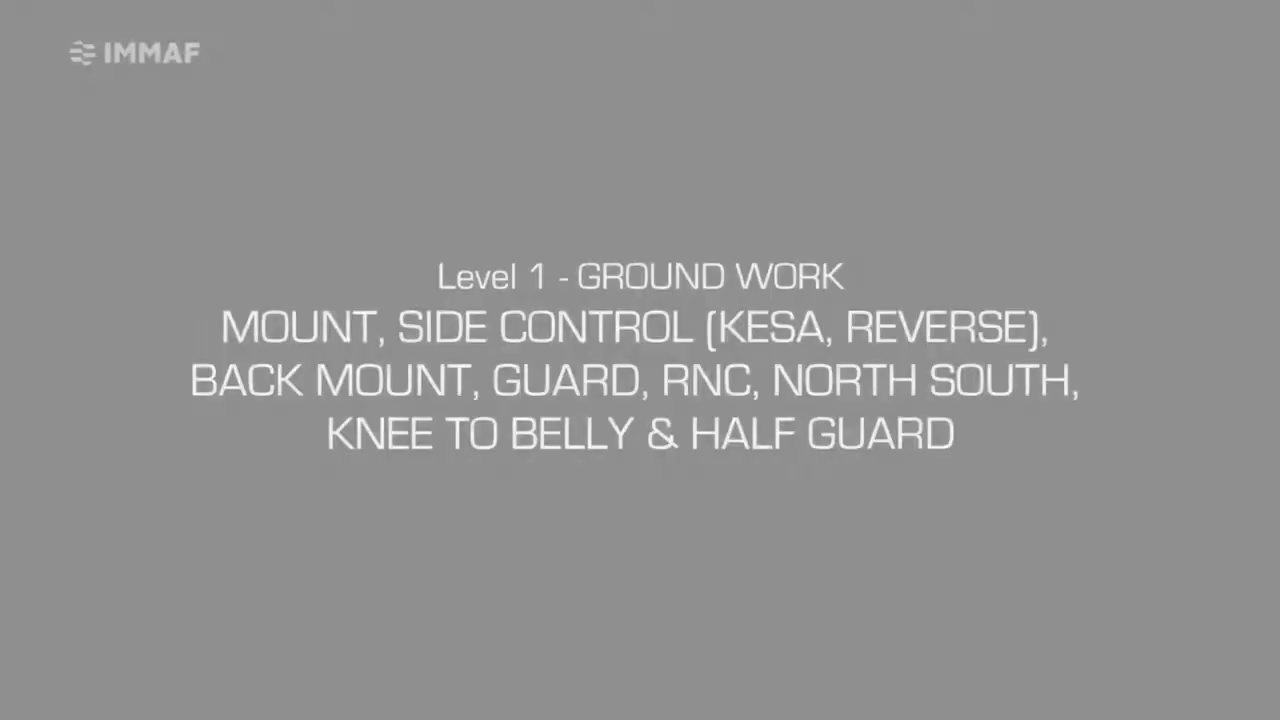 IMMAF
Level 1 - GROUND WORK
MOUNT, SIDE CONTROL (KESA, REVERSE),
BACK MOUNT, GUARD, RNC, NORTH SOUTH,
KNEE TO BELLY & HALF GUARD